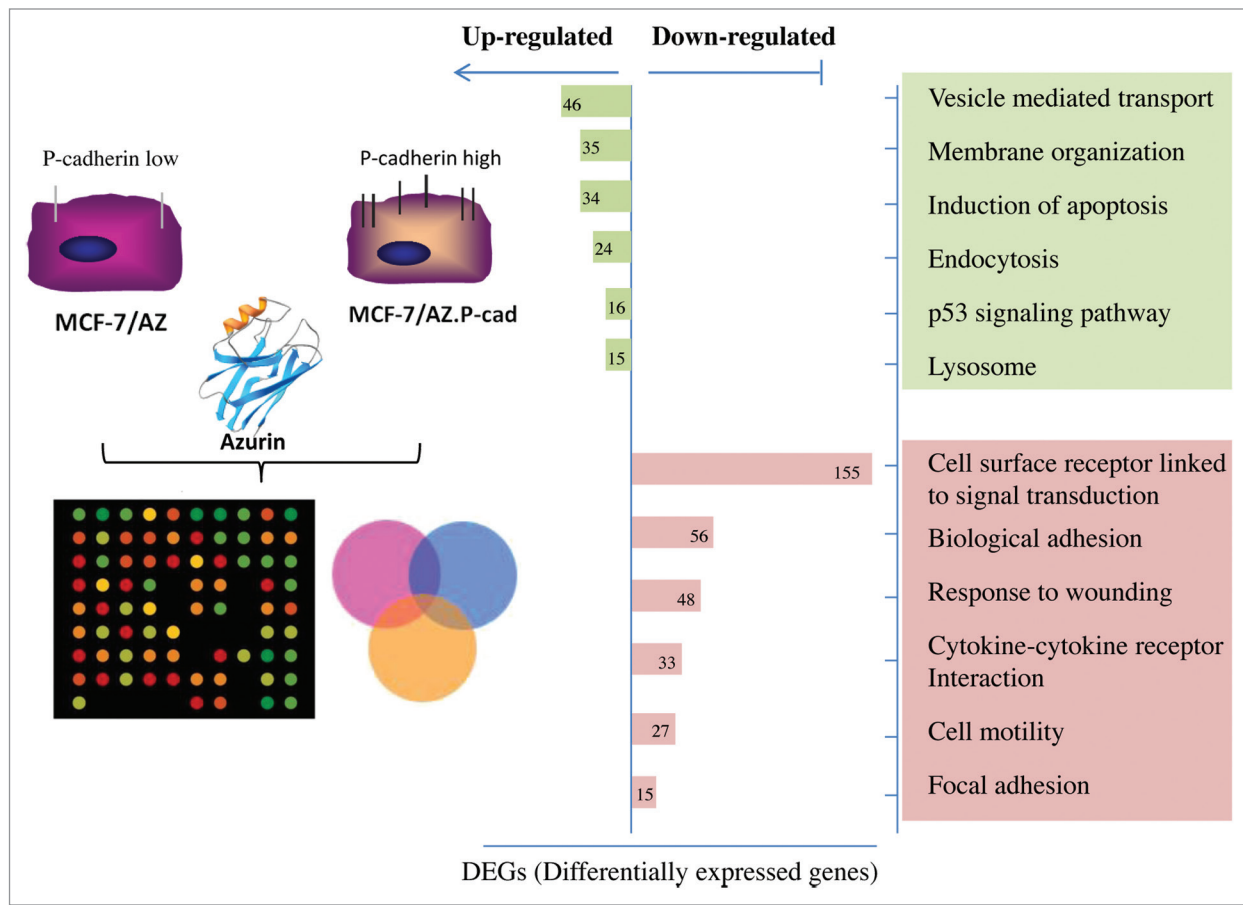 Up-regulated
Down-regulated
P-cadherin low
P-cadherin high
MCF-7/AZ
MCF-7/AZ.P-cad
Azurin
46
Vesicle mediated transport
35
Membrane organization
34
Induction of apoptosis
24
Endocytosis
16
p53 signaling pathway
15
Lysosome
155
Cell surface receptor linked
to signal transduction
56
Biological adhesion
48
Response to wounding
33
Cytokine-cytokine receptor
Interaction
27
Cell motility
15
Focal adhesion
DEGs (Differentially expressed genes)